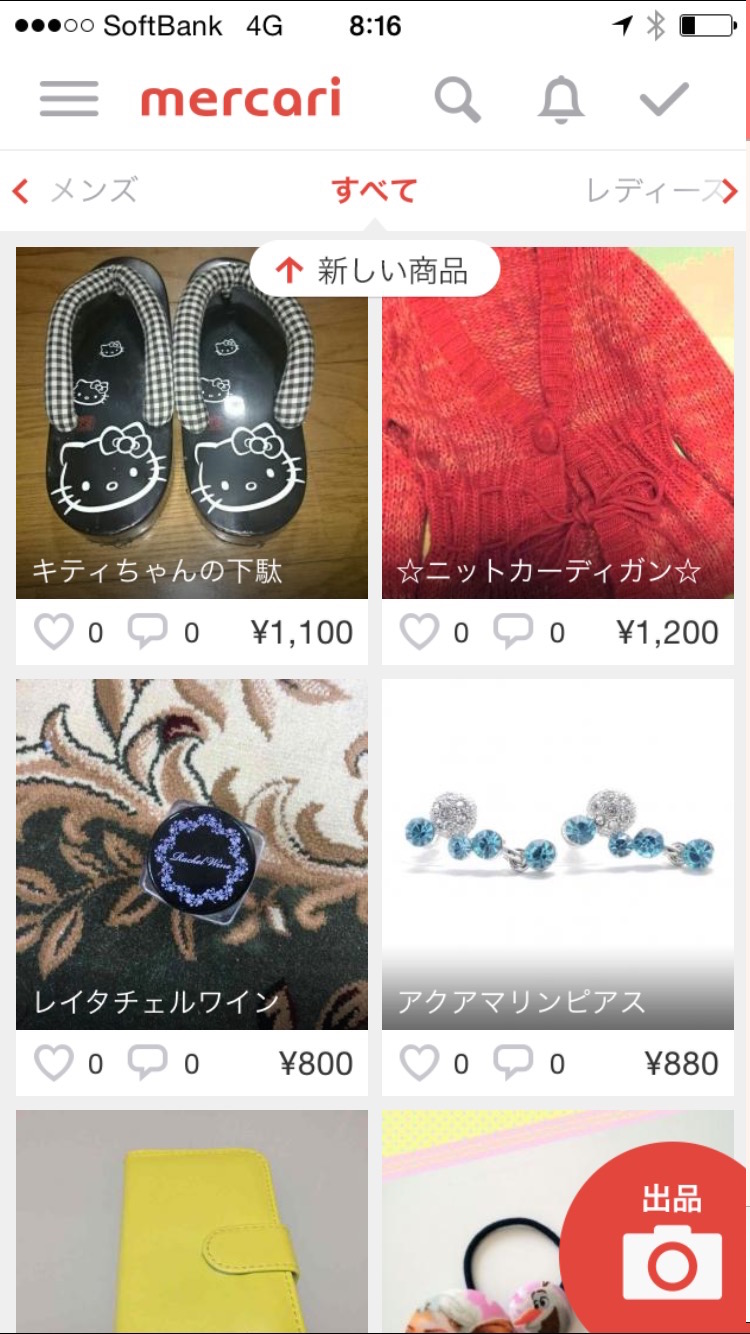 SoftBank 4G 8:16
mercari
メンズ すべて レディース
新しい商品
キティちゃんの下駄
☆ニットカーディガン☆
0 0 ¥1,100
0 0 ¥1,200
Rachel Wine
レイタチェルワイン
アクアマリンピアス
0 0 ¥800
0 0 ¥880
出品